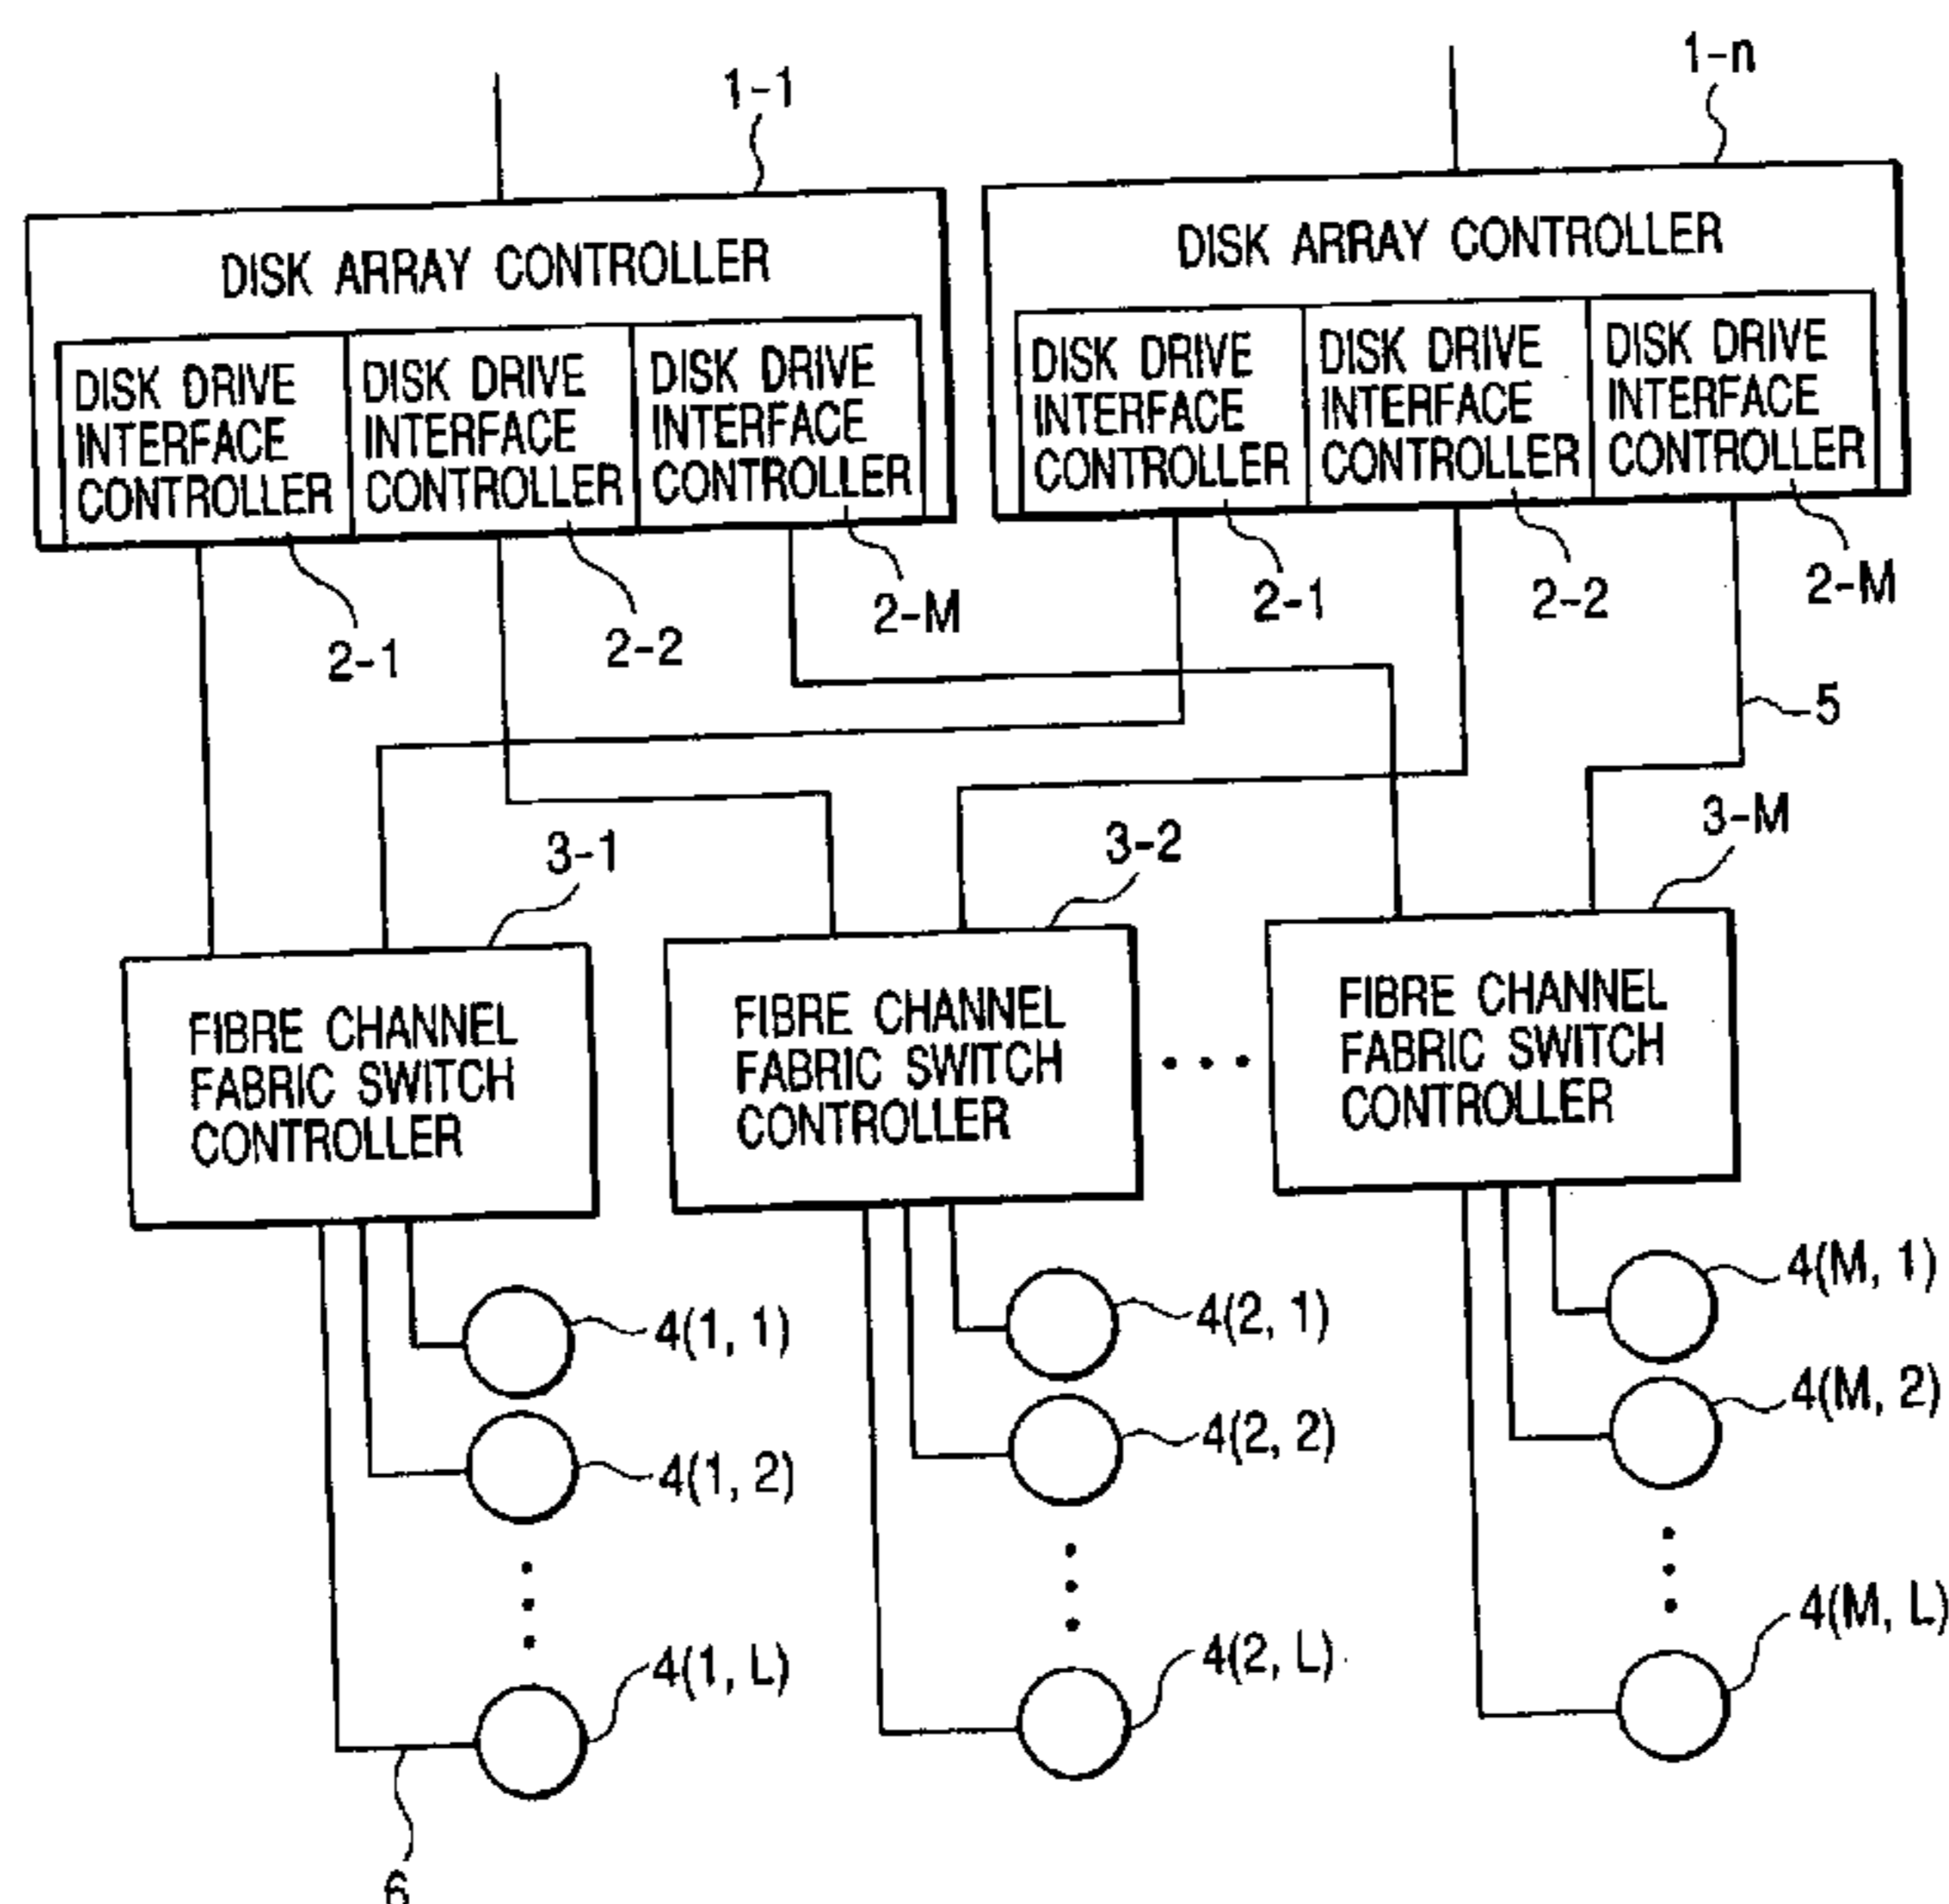 1-1
1-n
DISK ARRAY CONTROLLER
DISK ARRAY CONTROLLER
DISK DRIVE
INTERFACE
CONTROLLER
DISK DRIVE
INTERFACE
CONTROLLER
DISK DRIVE
INTERFACE
CONTROLLER
DISK DRIVE
INTERFACE
CONTROLLER
DISK DRIVE
INTERFACE
CONTROLLER
DISK DRIVE
INTERFACE
CONTROLLER
2-1
2-2
2-M
2-1
2-2
2-M
5
3-1
3-2
3-M
FIBRE CHANNEL
FABRIC SWITCH
CONTROLLER
FIBRE CHANNEL
FABRIC SWITCH
CONTROLLER
FIBRE CHANNEL
FABRIC SWITCH
CONTROLLER
4(1, 1)
4(2, 1)
4(M, 1)
4(1, 2)
4(2, 2)
4(M, 2)
4(1, L)
4(2, L)
4(M, L)
6